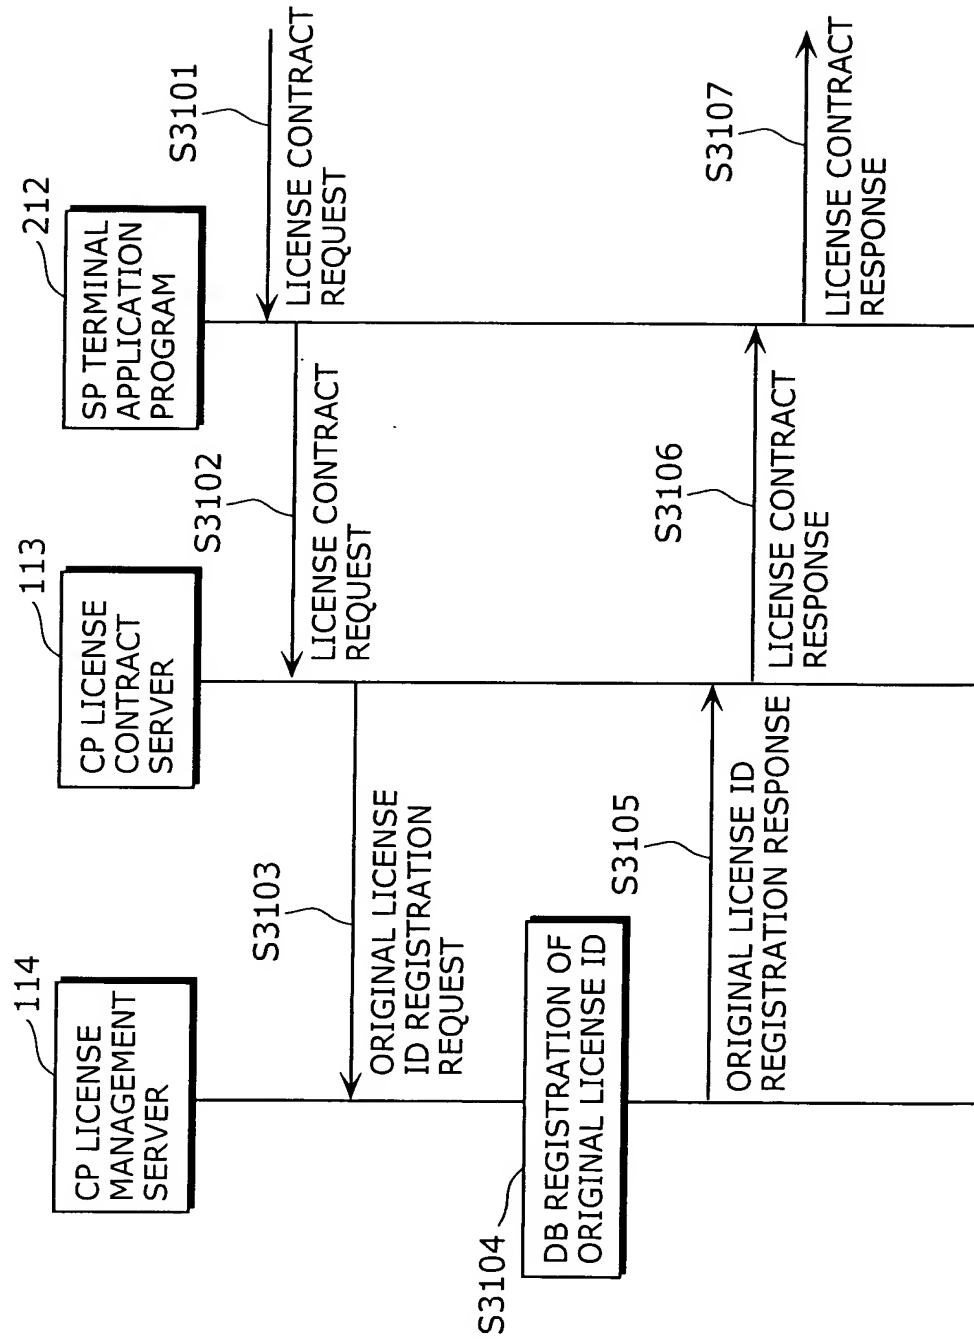 114
CP LICENSE
MANAGEMENT
SERVER
113
CP LICENSE
CONTRACT
SERVER
212
SP TERMINAL
APPLICATION
PROGRAM
S3101
LICENSE CONTRACT
REQUEST
S3102
LICENSE CONTRACT
REQUEST
S3103
ORIGINAL LICENSE
ID REGISTRATION
REQUEST
S3104
DB REGISTRATION OF
ORIGINAL LICENSE ID
S3105
ORIGINAL LICENSE ID
REGISTRATION RESPONSE
S3106
LICENSE CONTRACT
RESPONSE
S3107
LICENSE CONTRACT
RESPONSE